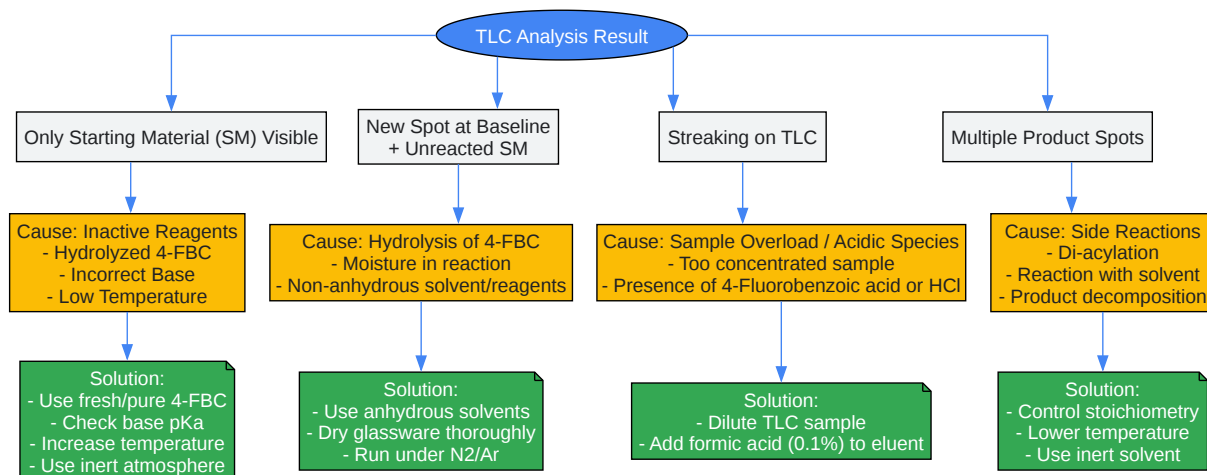 TLC Analysis Result
Only Starting Material (SM) Visible
New Spot at Baseline
+ Unreacted SM
Streaking on TLC
Multiple Product Spots
Cause: Inactive Reagents
- Hydrolyzed 4-FBC
- Incorrect Base
- Low Temperature
Cause: Hydrolysis of 4-FBC
- Moisture in reaction
- Non-anhydrous solvent/reagents
Cause: Sample Overload / Acidic Species
- Too concentrated sample
- Presence of 4-Fluorobenzoic acid or HCl
Cause: Side Reactions
- Di-acylation
- Reaction with solvent
- Product decomposition
Solution:
- Use fresh/pure 4-FBC
- Check base pKa
- Increase temperature
- Use inert atmosphere
Solution:
- Use anhydrous solvents
- Dry glassware thoroughly
- Run under N2/Ar
Solution:
- Dilute TLC sample
- Add formic acid (0.1%) to eluent
Solution:
- Control stoichiometry
- Lower temperature
- Use inert solvent